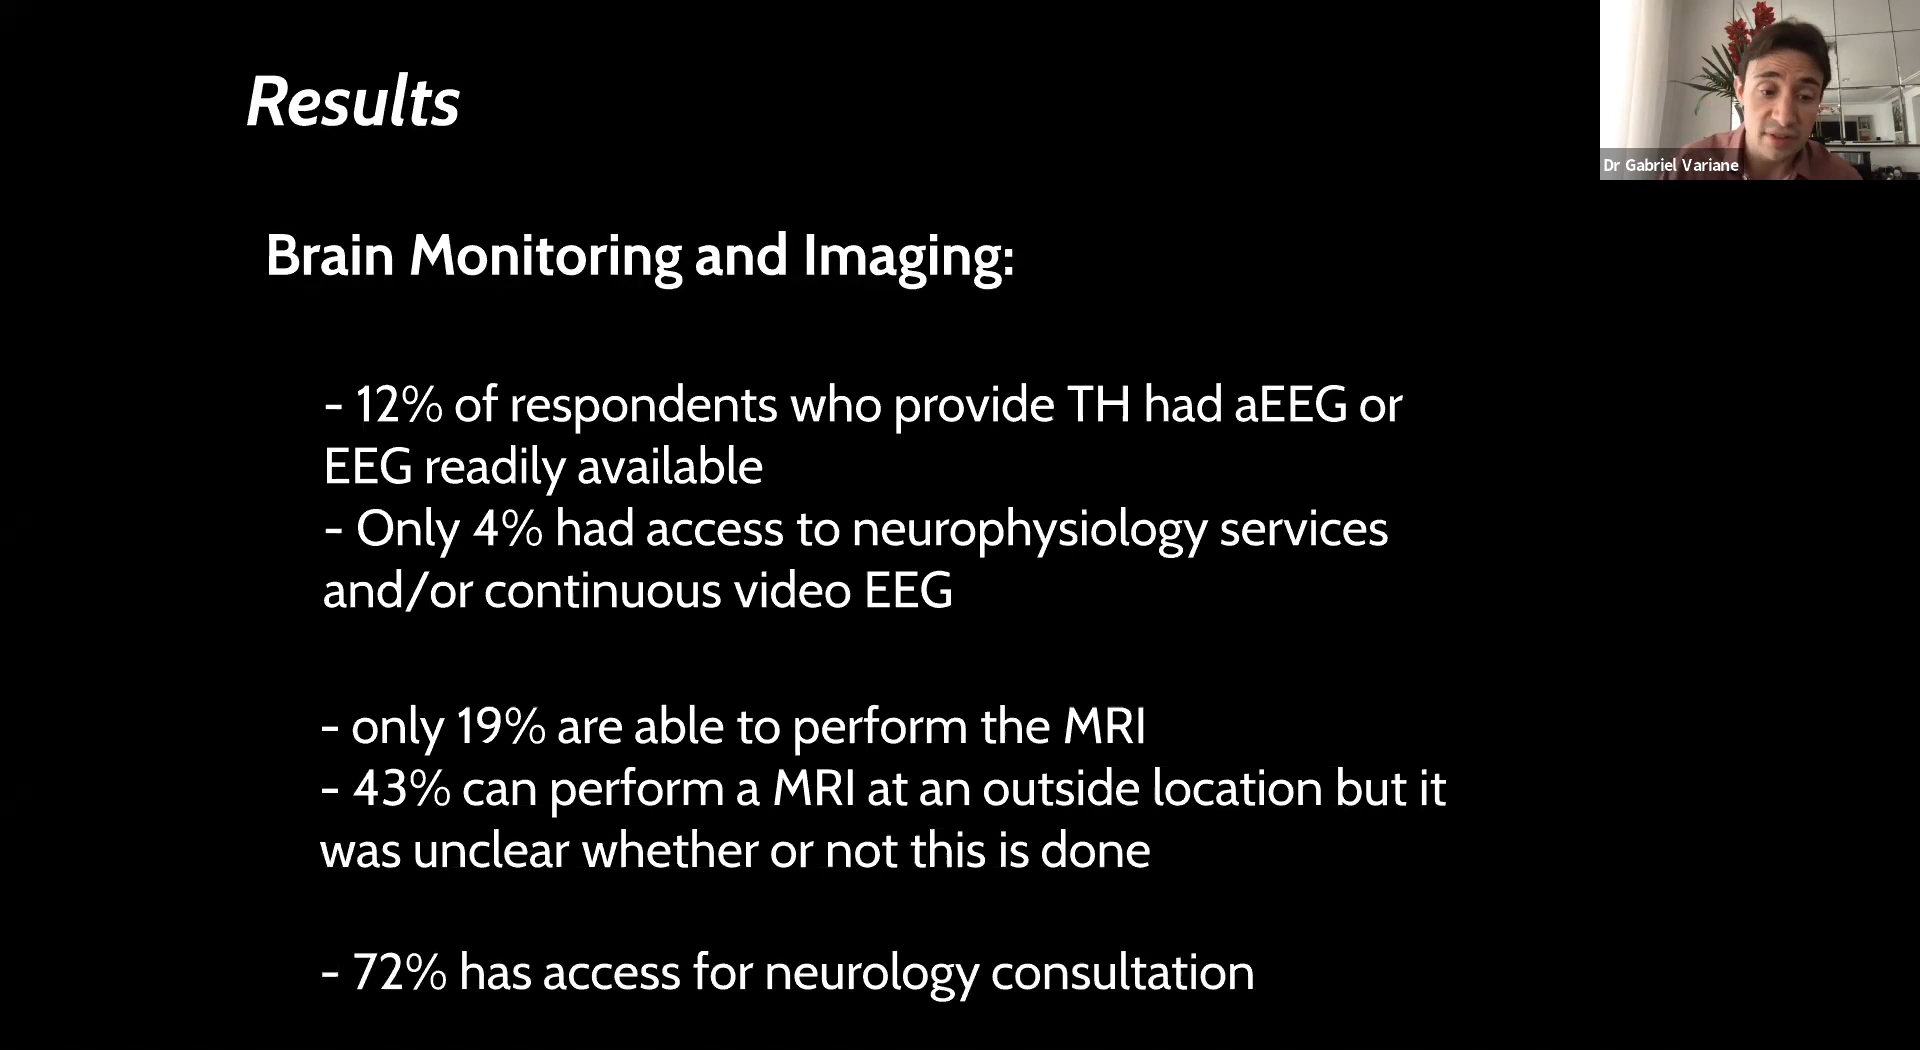 Results
Dr Gabriel Variane
Brain Monitoring and Imaging:
- 12% of respondents who provide TH had aEEG or
EEG readily available
- Only 4% had access to neurophysiology services
and/or continuous video EEG
- only 19% are able to perform the MRI
- 43% can perform a MRI at an outside location but it
was unclear whether or not this is done
- 72% has access for neurology consultation